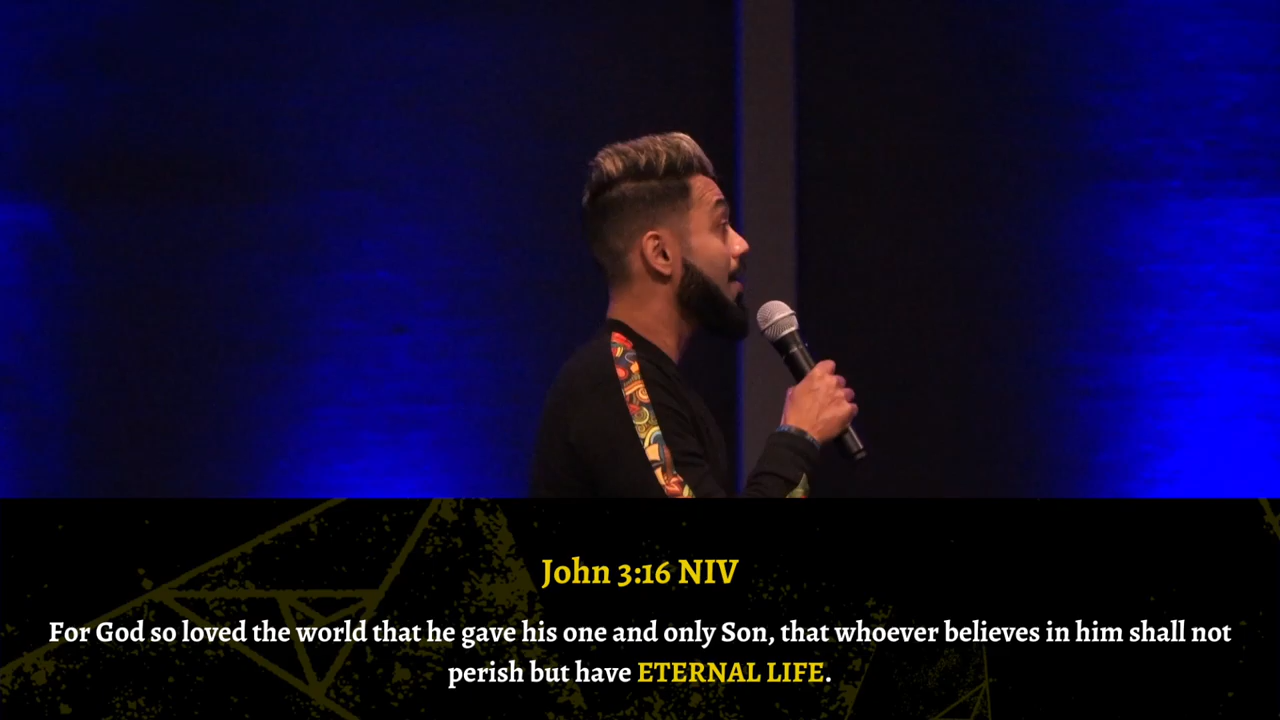 John 3:16 NIV
For God so loved the world that he gave his one and only Son, that whoever believes in him shall not
perish but have ETERNAL LIFE.